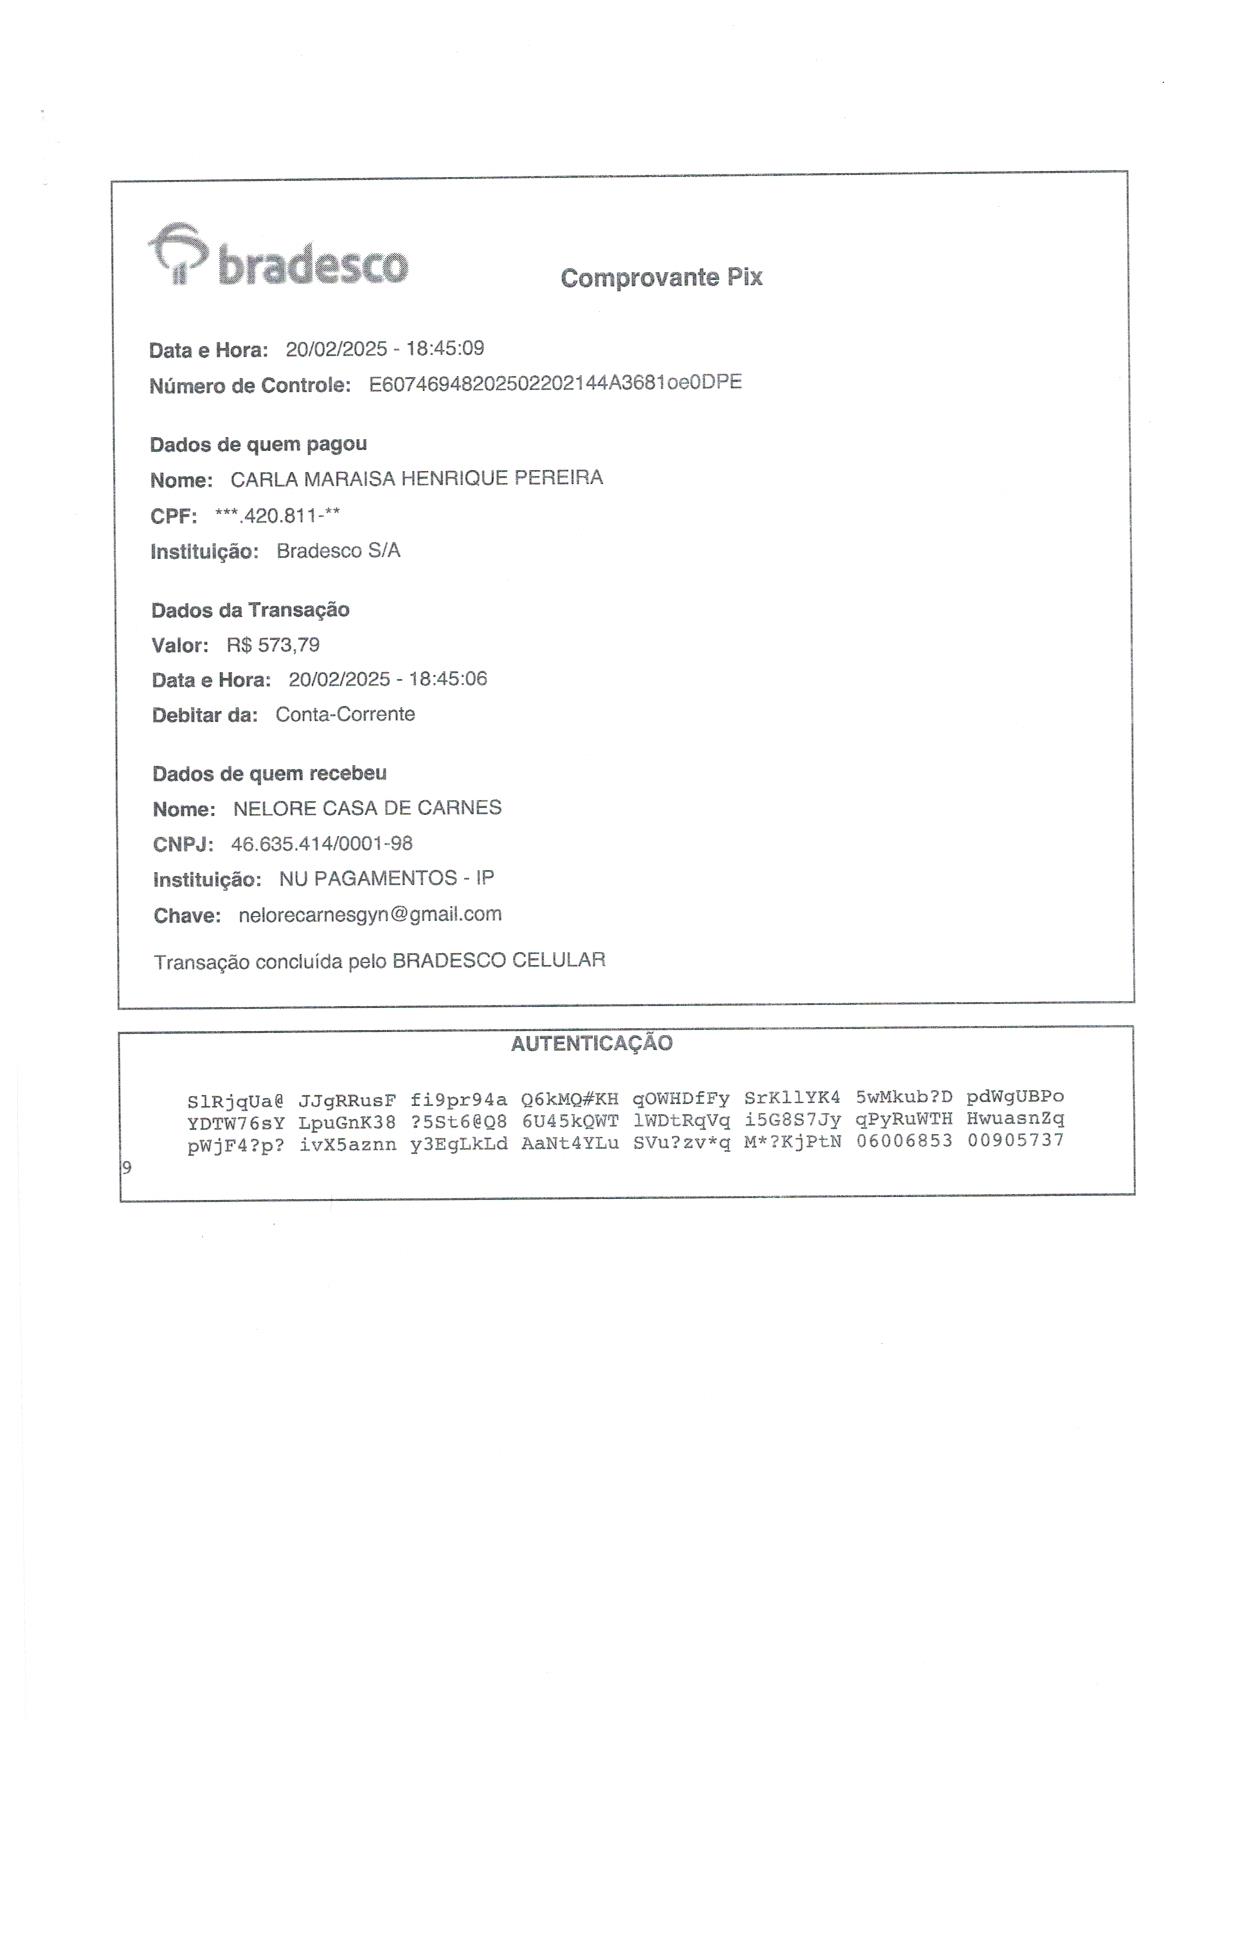 bradesco
Comprovante Pix
Data e Hora: 20/02/2025 - 18:45:09
Número de Controle: E60746948202502202144A3681oe0DPE
Dados de quem pagou
Nome: CARLA MARAISA HENRIQUE PEREIRA
CPF: ***.420.811-**
Instituição: Bradesco S/A
Dados da Transação
Valor: R$ 573,79
Data e Hora: 20/02/2025 - 18:45:06
Debitar da: Conta-Corrente
Dados de quem recebeu
Nome: NELORE CASA DE CARNES
CNPJ: 46.635.414/0001-98
Instituição: NU PAGAMENTOS - IP
Chave: nelorecarnesgyn@gmail.com
Transação concluída pelo BRADESCO CELULAR
AUTENTICAÇÃO
SlRjqUa@ JJgRRusF fi9pr94a Q6kMQ#KH qOWHDfFy SrKllYK4 5wMkub?D pdWgUBPo
YDTW76sY LpuGnK38 ?5St6@Q8 6U45kQWT lWDtRqVq i5G8S7Jy qPyRuWTH HwuasnZq
pWjF4?p? ivX5aznn y3EgLkLd AaNt4YLu SVu?zv*q M*?KjPtN 06006853 00905737
9